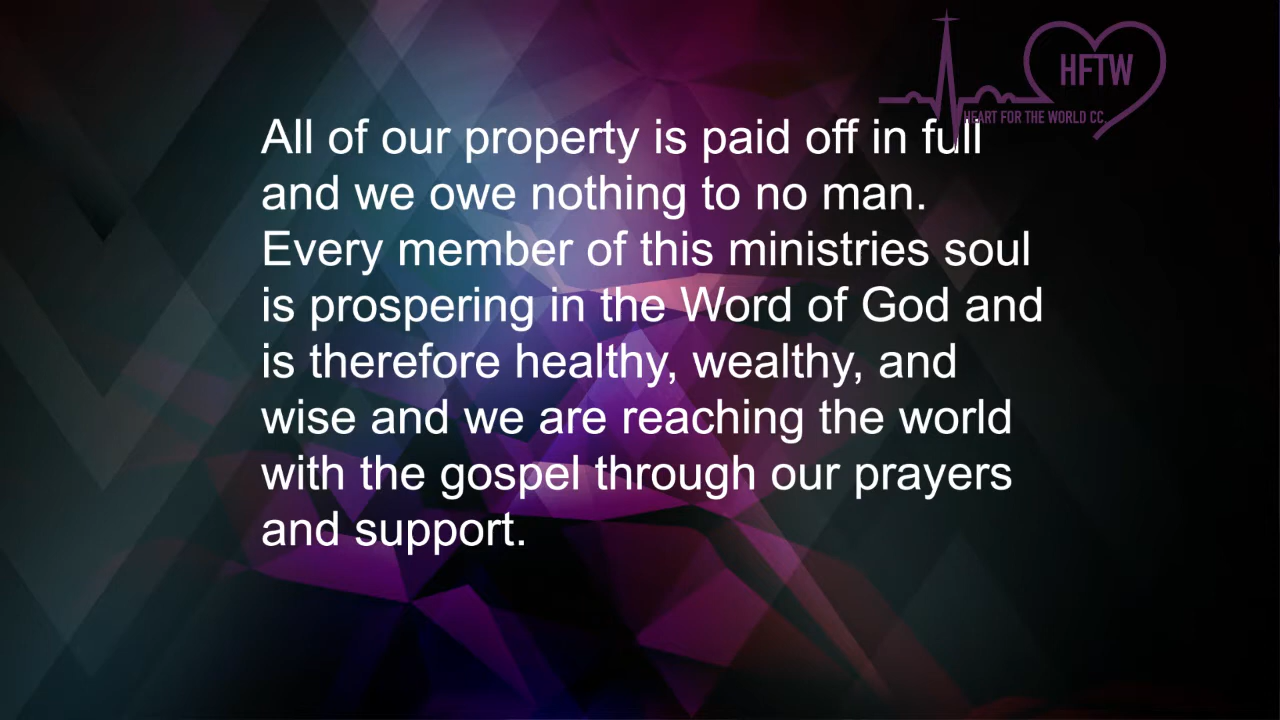 HFTW
HEART FOR THE WORLD CC.
All of our property is paid off in full
and we owe nothing to no man.
Every member of this ministries soul
is prospering in the Word of God and
is therefore healthy, wealthy, and
wise and we are reaching the world
with the gospel through our prayers
and support.